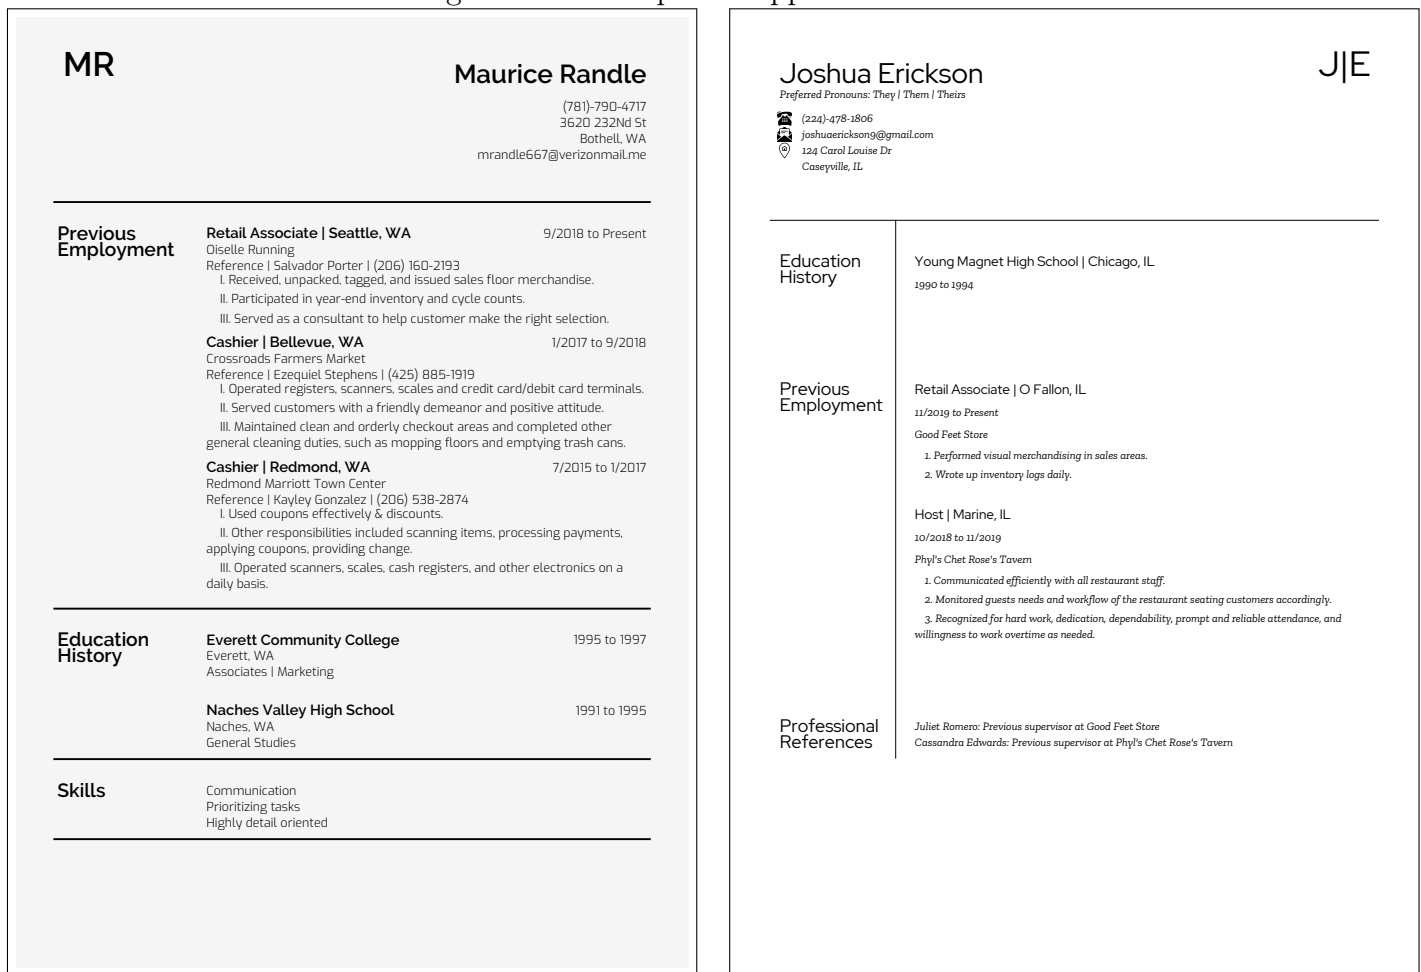 MR
Maurice Randle
(781)-790-4717
3620 232Nd St
Bothell, WA
mrandle667@verizonmail.me
Previous
Employment
Retail Associate | Seattle, WA
9/2018 to Present
Oiselle Running
Reference | Salvador Porter | (206) 160-2193
I. Received, unpacked, tagged, and issued sales floor merchandise.
II. Participated in year-end inventory and cycle counts.
III. Served as a consultant to help customer make the right selection.
Cashier | Bellevue, WA
1/2017 to 9/2018
Crossroads Farmers Market
Reference | Ezequiel Stephens | (425) 885-1919
I. Operated registers, scanners, scales and credit card/debit card terminals.
II. Served customers with a friendly demeanor and positive attitude.
III. Maintained clean and orderly checkout areas and completed other
general cleaning duties, such as mopping floors and emptying trash cans.
Cashier | Redmond, WA
7/2015 to 1/2017
Redmond Marriott Town Center
Reference | Kayley Gonzalez | (206) 538-2874
I. Used coupons effectively & discounts.
II. Other responsibilities included scanning items, processing payments,
applying coupons, providing change.
III. Operated scanners, scales, cash registers, and other electronics on a
daily basis.
Education
History
Everett Community College
1995 to 1997
Everett, WA
Associates | Marketing
Naches Valley High School
1991 to 1995
Naches, WA
General Studies
Skills
Communication
Prioritizing tasks
Highly detail oriented
Joshua Erickson
J|E
Preferred Pronouns: They | Them | Theirs
(224)-478-1806
joshuaerickson9@gmail.com
124 Carol Louise Dr
Caseyville, IL
Education
History
Young Magnet High School | Chicago, IL
1990 to 1994
Previous
Employment
Retail Associate | O Fallon, IL
11/2019 to Present
Good Feet Store
1. Performed visual merchandising in sales areas.
2. Wrote up inventory logs daily.
Host | Marine, IL
10/2018 to 11/2019
Phyl's Chet Rose's Tavern
1. Communicated efficiently with all restaurant staff.
2. Monitored guests needs and workflow of the restaurant seating customers accordingly.
3. Recognized for hard work, dedication, dependability, prompt and reliable attendance, and
willingness to work overtime as needed.
Professional
References
Juliet Romero: Previous supervisor at Good Feet Store
Cassandra Edwards: Previous supervisor at Phyl's Chet Rose's Tavern